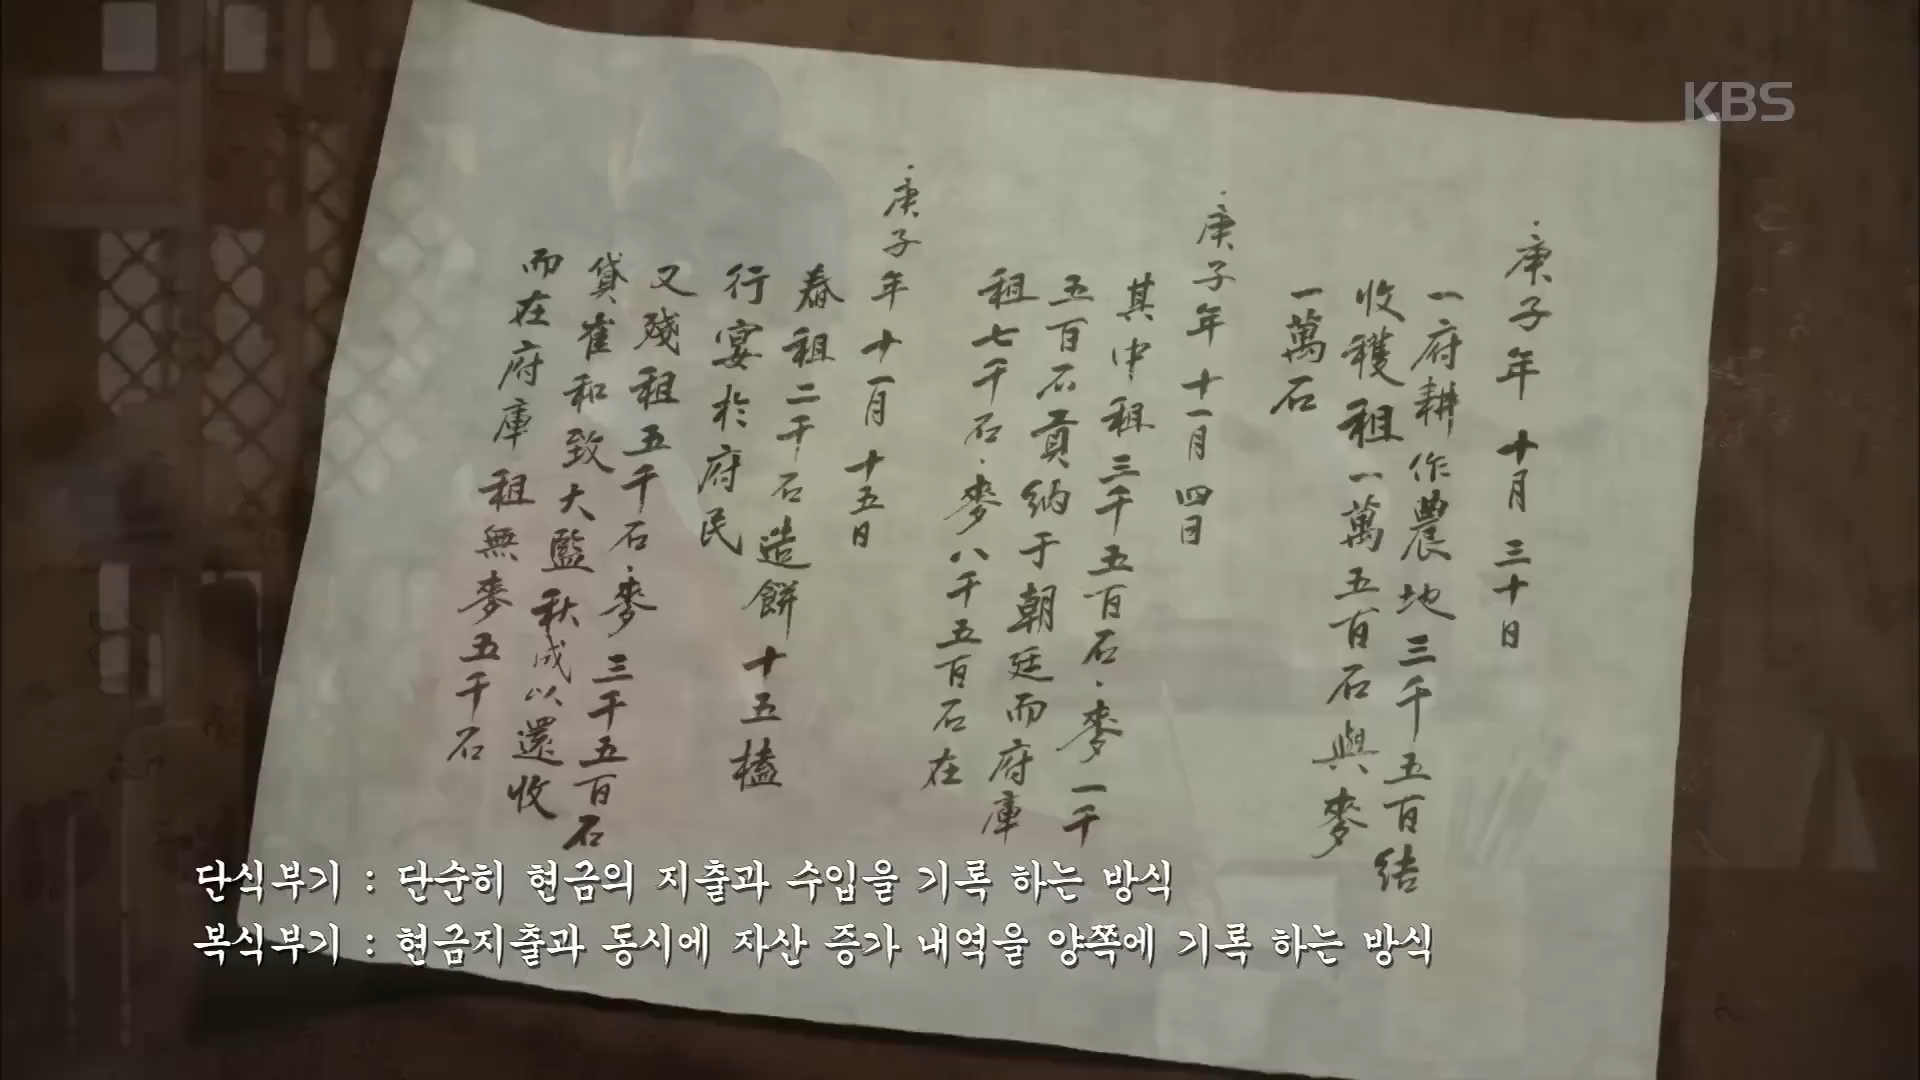 KBS
庚子年 十月 三十日
一府耕作農地三千五百結
收穫租一萬五百石與麥
一萬石
庚子年 十一月 四日
其中租三千五百石·麥一千
五百石貢納于朝廷而府庫
租七千石·麥八千五百石在
庚子年 十一月 十五日
春租二千石造餠十五榼
行宴於府民
又殘租五千石·麥三千五百石
貸崔和致大監秋成以還收
而在府庫租無麥五千石
단식부기 : 단순히 현금의 지출과 수입을 기록 하는 방식
복식부기 : 현금지출과 동시에 자산 증가 내역을 양쪽에 기록 하는 방식